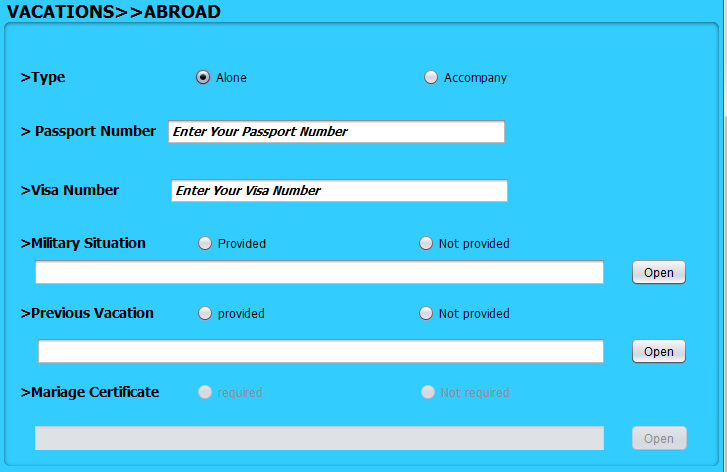 VACATIONS>>ABROAD
>Type Alone Accompany
> Passport Number Enter Your Passport Number
>Visa Number Enter Your Visa Number
>Military Situation Provided Not provided
Open
>Previous Vacation provided Not provided
Open
>Mariage Certificate required Not required
Open